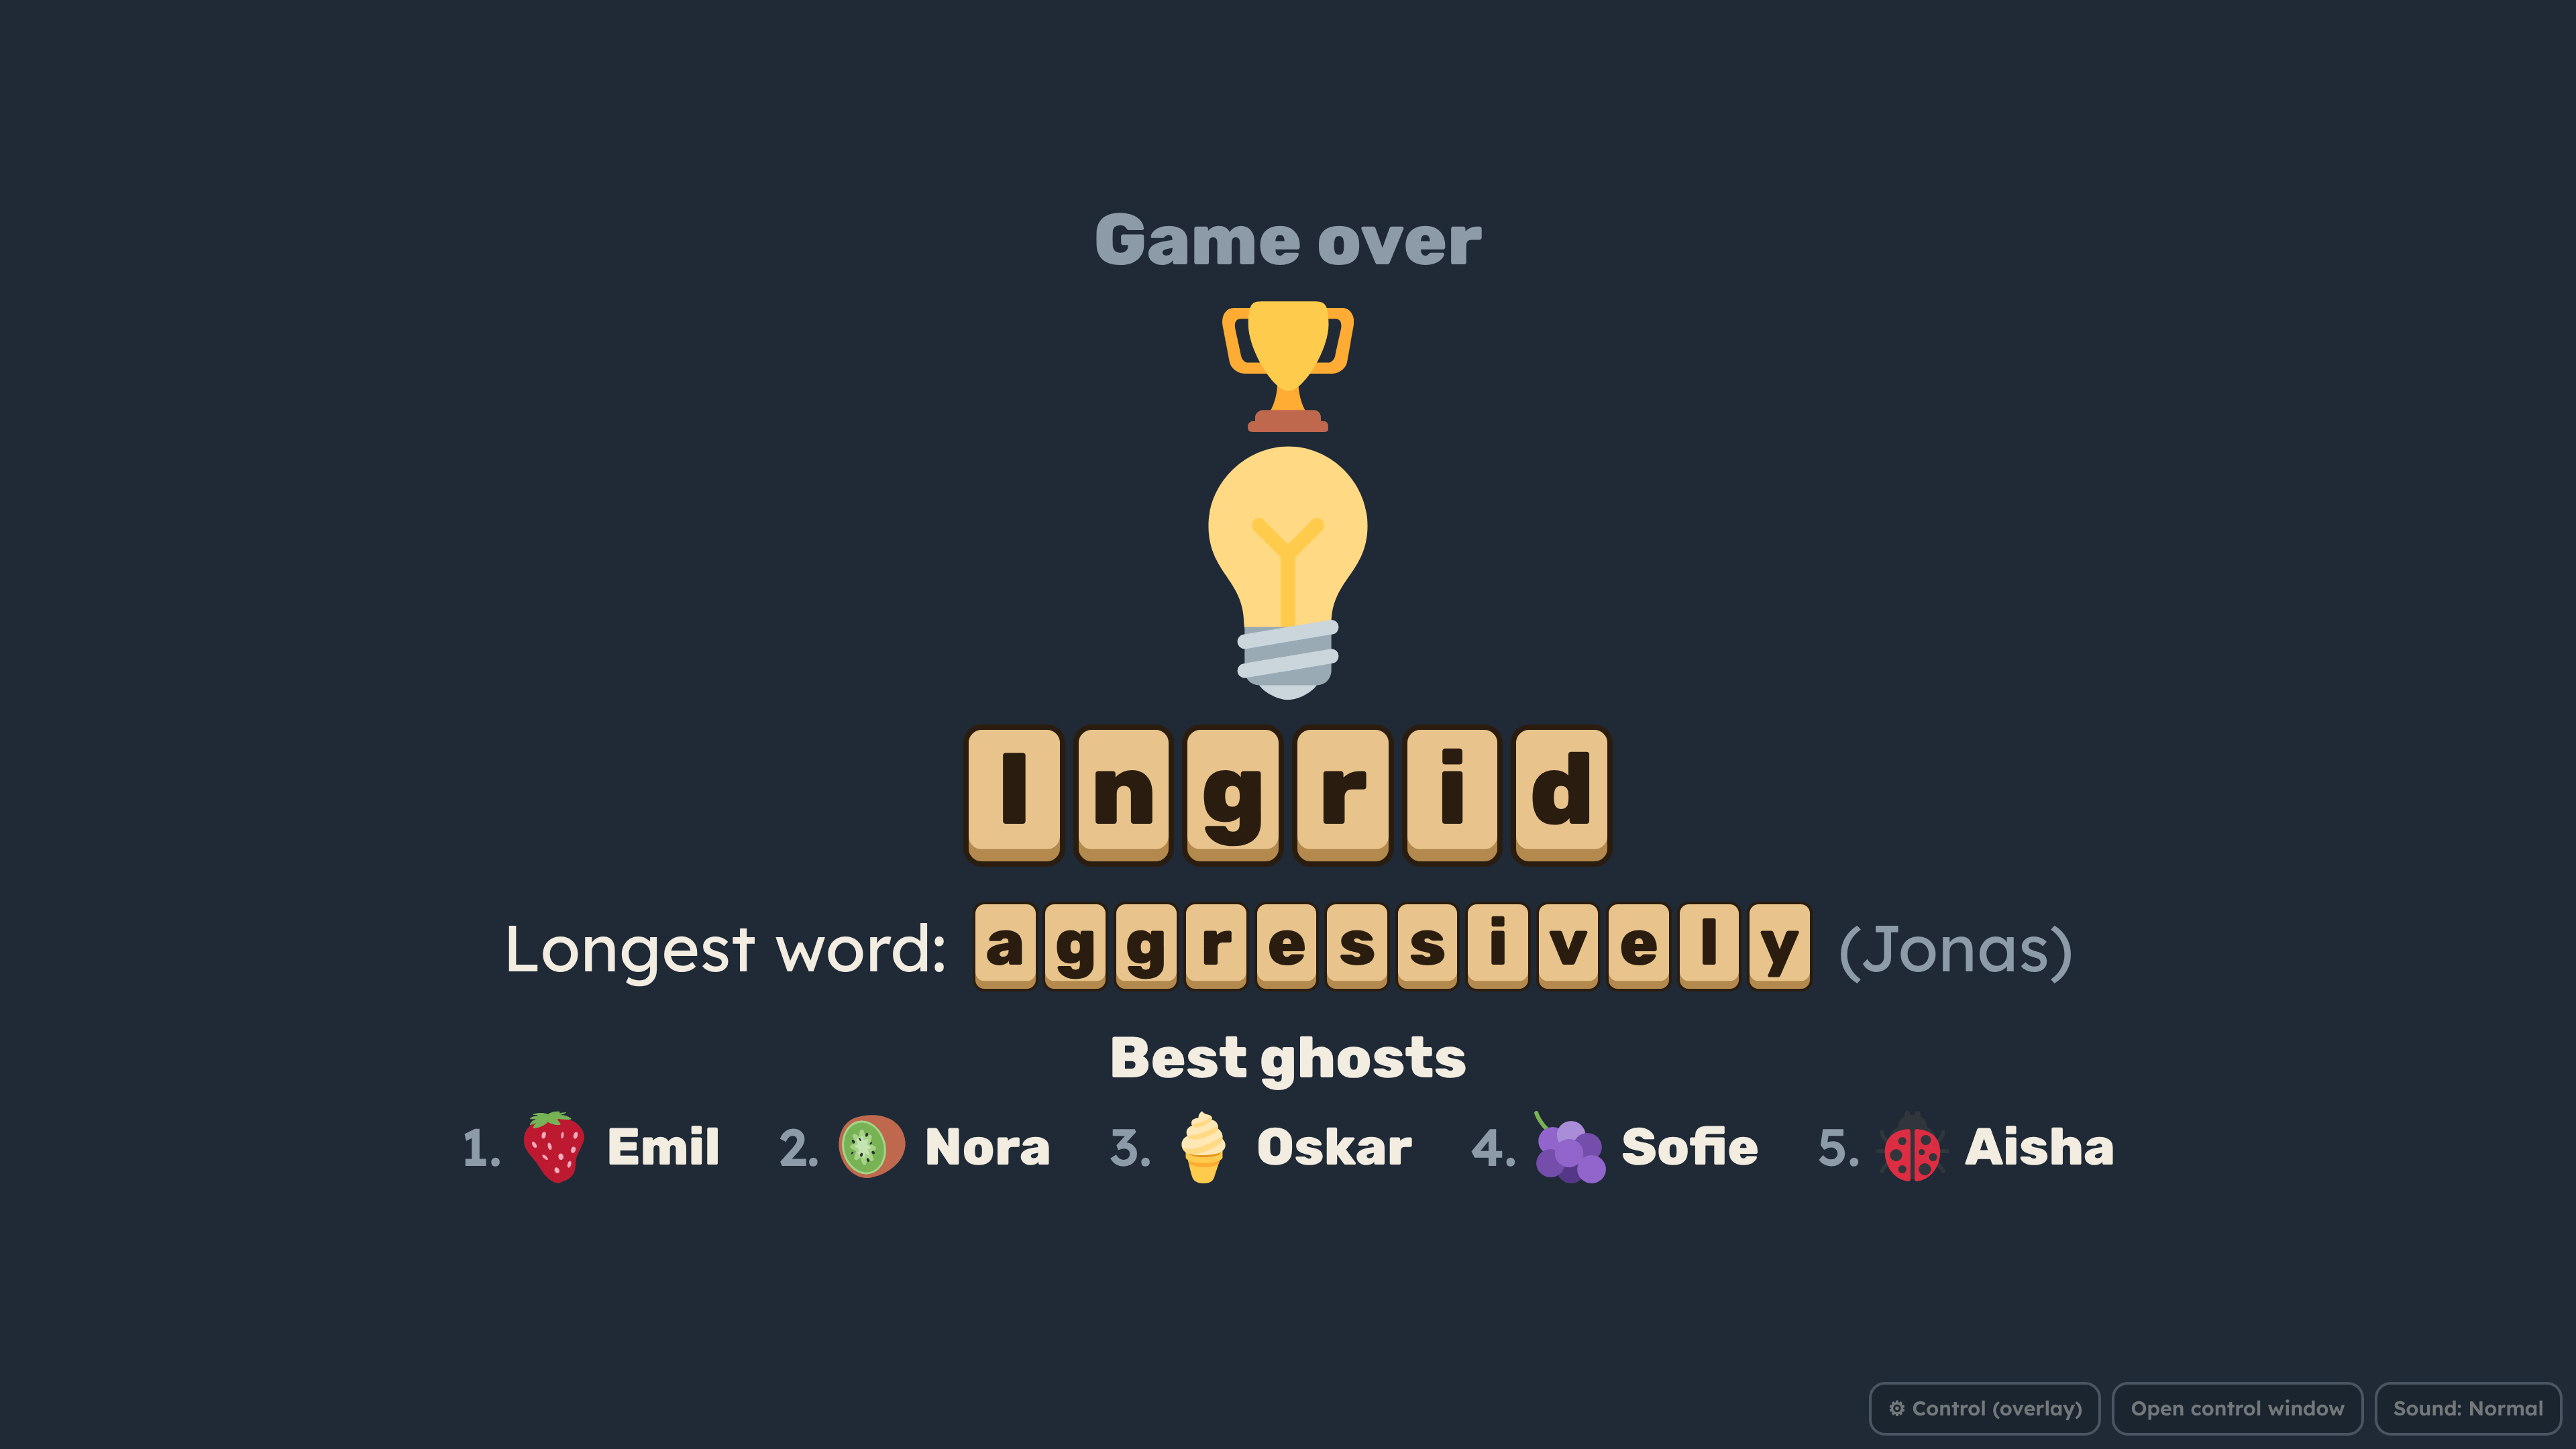 Game over
Ingrid
Longest word: aggressively (Jonas)
Best ghosts
1. Emil 2. Nora 3. Oskar 4. Sofie 5. Aisha
⚙ Control (overlay) Open control window Sound: Normal